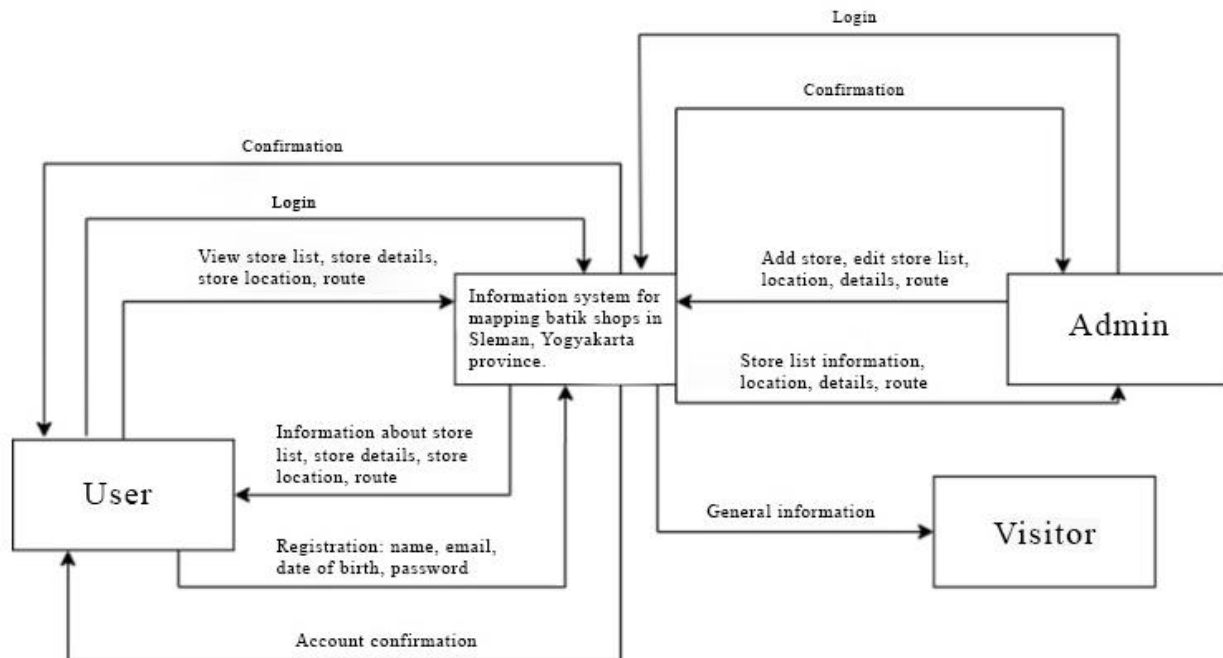 Login
Confirmation
Confirmation
Login
View store list, store details,
store location, route
Add store, edit store list,
location, details, route
Information system for
mapping batik shops in
Sleman, Yogyakarta
province.
Admin
Store list information,
location, details, route
Information about store
list, store details, store
location, route
User
General information
Visitor
Registration: name, email,
date of birth, password
Account confirmation